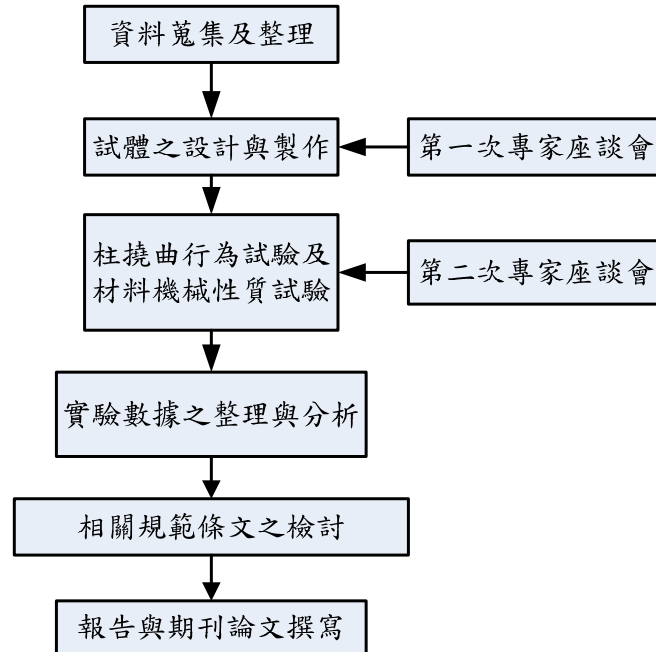 資料蒐集及整理
試體之設計與製作
第一次專家座談會
柱撓曲行為試驗及
材料機械性質試驗
第二次專家座談會
實驗數據之整理與分析
相關規範條文之檢討
報告與期刊論文撰寫